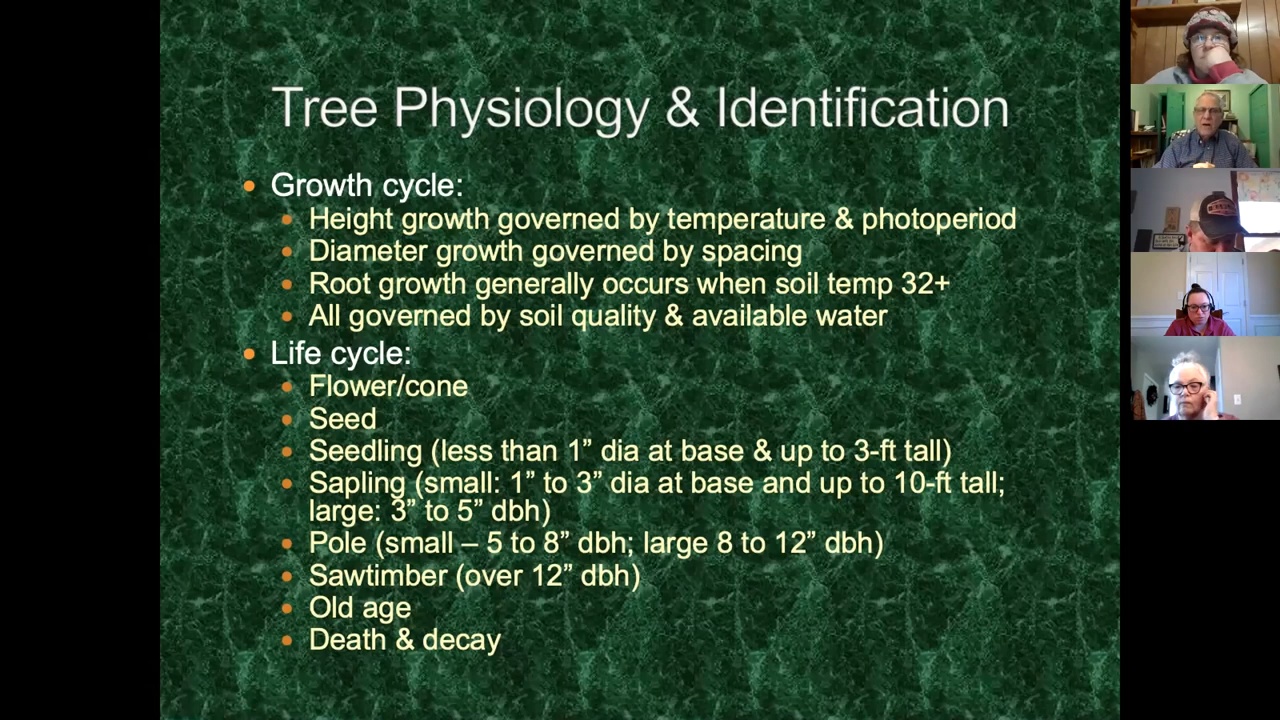 Tree Physiology & Identification
• Growth cycle:
• Height growth governed by temperature & photoperiod
• Diameter growth governed by spacing
• Root growth generally occurs when soil temp 32+
• All governed by soil quality & available water
• Life cycle:
• Flower/cone
• Seed
• Seedling (less than 1” dia at base & up to 3-ft tall)
• Sapling (small: 1” to 3” dia at base and up to 10-ft tall;
large: 3” to 5” dbh)
• Pole (small – 5 to 8” dbh; large 8 to 12” dbh)
• Sawtimber (over 12” dbh)
• Old age
• Death & decay